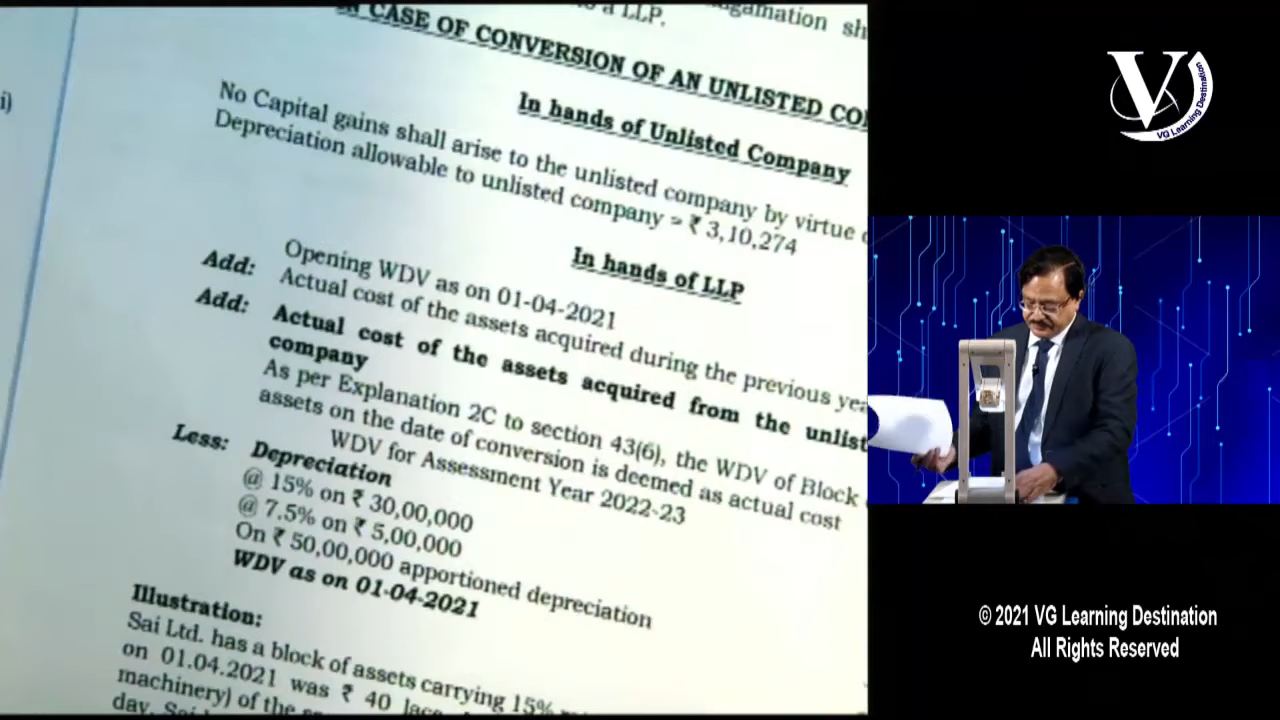 a LLP.
CASE OF CONVERSION OF AN UNLISTED
In hands of Unlisted Company
No Capital gains shall arise to the unlisted company by virtue
Depreciation allowable to unlisted company = ₹ 3,10,274
In hands of LLP
Opening WDV as on 01-04-2021
Add: Actual cost of the assets acquired during the previous
Add: Actual cost of the assets acquired from the
company
As per Explanation 2C to section 43(6), the WDV of Block
assets on the date of conversion is deemed as actual cost
WDV for Assessment Year 2022-23
Less: Depreciation
@ 15% on ₹ 30,00,000
@ 7.5% on ₹ 5,00,000
On ₹ 50,00,000 apportioned depreciation
WDV as on 01-04-2021
Illustration:
Sai Ltd. has a block of assets carrying 15%
on 01.04.2021 was ₹ 40
machinery) of the
day.
V
VG Learning Destination
© 2021 VG Learning Destination
All Rights Reserved